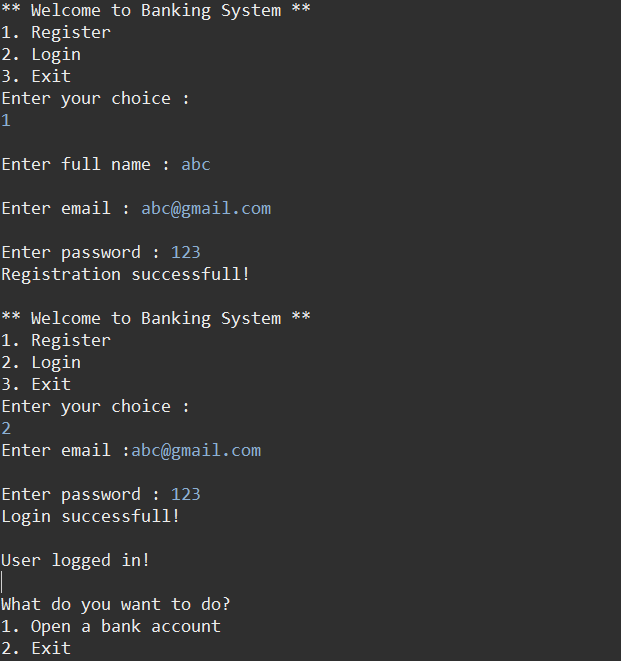 ** Welcome to Banking System **
1. Register
2. Login
3. Exit
Enter your choice :
1
Enter full name : abc
Enter email : abc@gmail.com
Enter password : 123
Registration successfull!
** Welcome to Banking System **
1. Register
2. Login
3. Exit
Enter your choice :
2
Enter email :abc@gmail.com
Enter password : 123
Login successfull!
User logged in!
What do you want to do?
1. Open a bank account
2. Exit